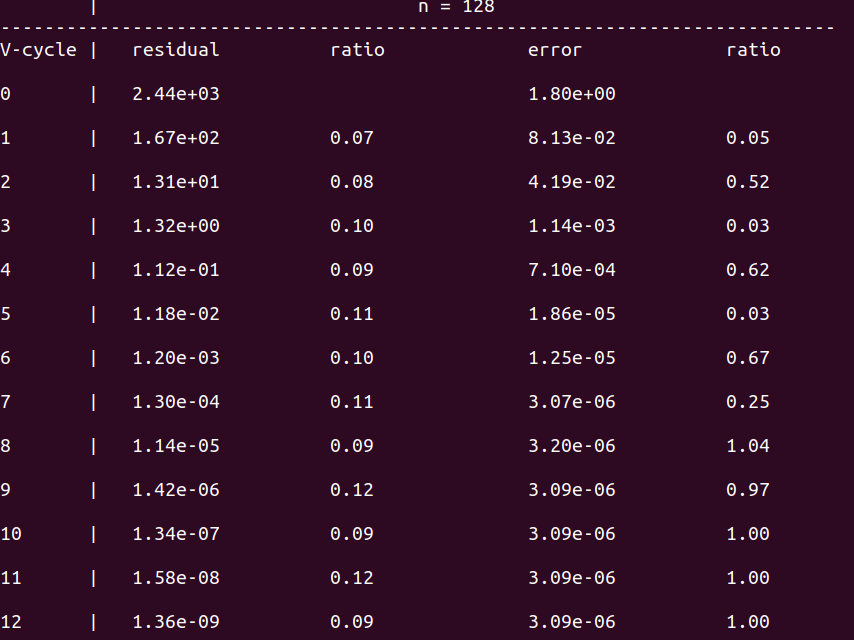 | n = 128
---------------------------------------------------------------------------
V-cycle | residual ratio error ratio
0 | 2.44e+03 1.80e+00
1 | 1.67e+02 0.07 8.13e-02 0.05
2 | 1.31e+01 0.08 4.19e-02 0.52
3 | 1.32e+00 0.10 1.14e-03 0.03
4 | 1.12e-01 0.09 7.10e-04 0.62
5 | 1.18e-02 0.11 1.86e-05 0.03
6 | 1.20e-03 0.10 1.25e-05 0.67
7 | 1.30e-04 0.11 3.07e-06 0.25
8 | 1.14e-05 0.09 3.20e-06 1.04
9 | 1.42e-06 0.12 3.09e-06 0.97
10 | 1.34e-07 0.09 3.09e-06 1.00
11 | 1.58e-08 0.12 3.09e-06 1.00
12 | 1.36e-09 0.09 3.09e-06 1.00